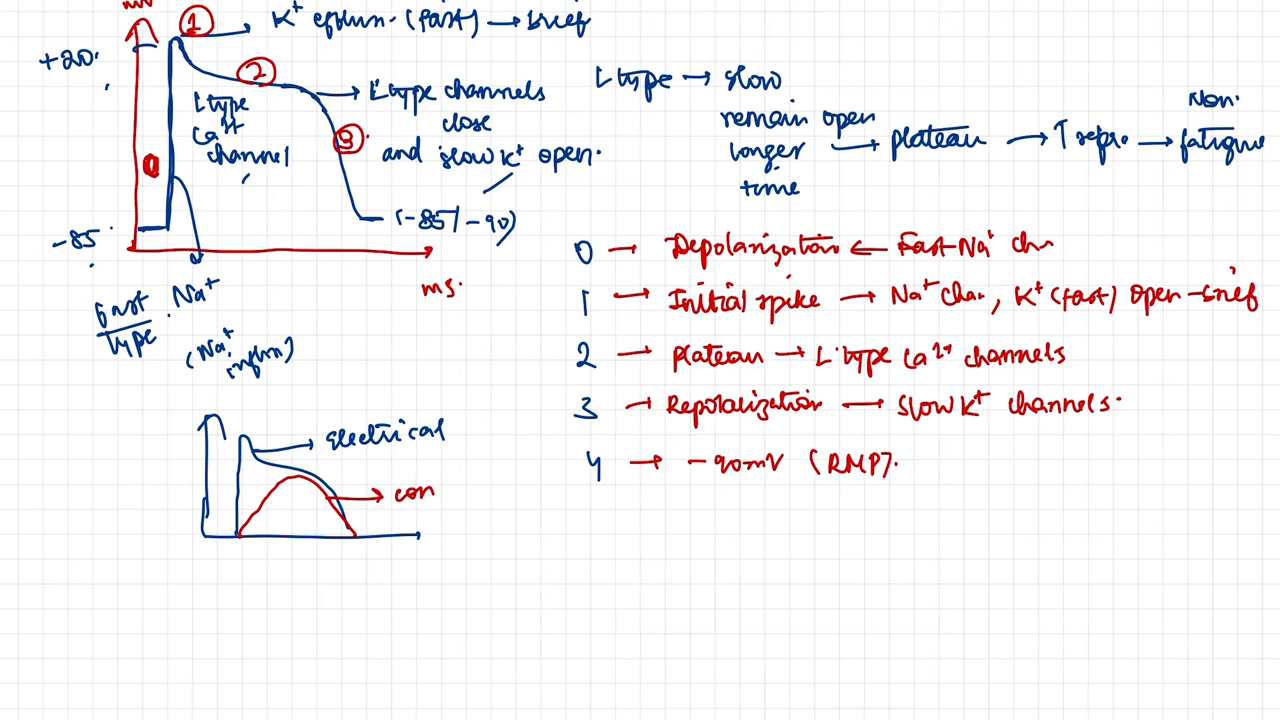 mv
①
K⁺ efflux. (fast) → brief
+20.
②
L type
Ca²⁺
channel
→ L type channels
close
and slow K⁺ open.
③
0
(-85/-90)
-85
ms.
Fast
type
Na⁺
(Na⁺
influx)
L type → slow
remain open
longer
time
→ plateau → ↑ refr. → Non.
fatigue
0 → Depolarization ← Fast Na⁺ ch
1 → Initial spike → Na⁺ chan, K⁺ (fast) open - brief
2 → Plateau → L-type Ca²⁺ channels
3 → Repolarization → slow K⁺ channels.
4 → -90mV (RMP).
→ electrical
→ con